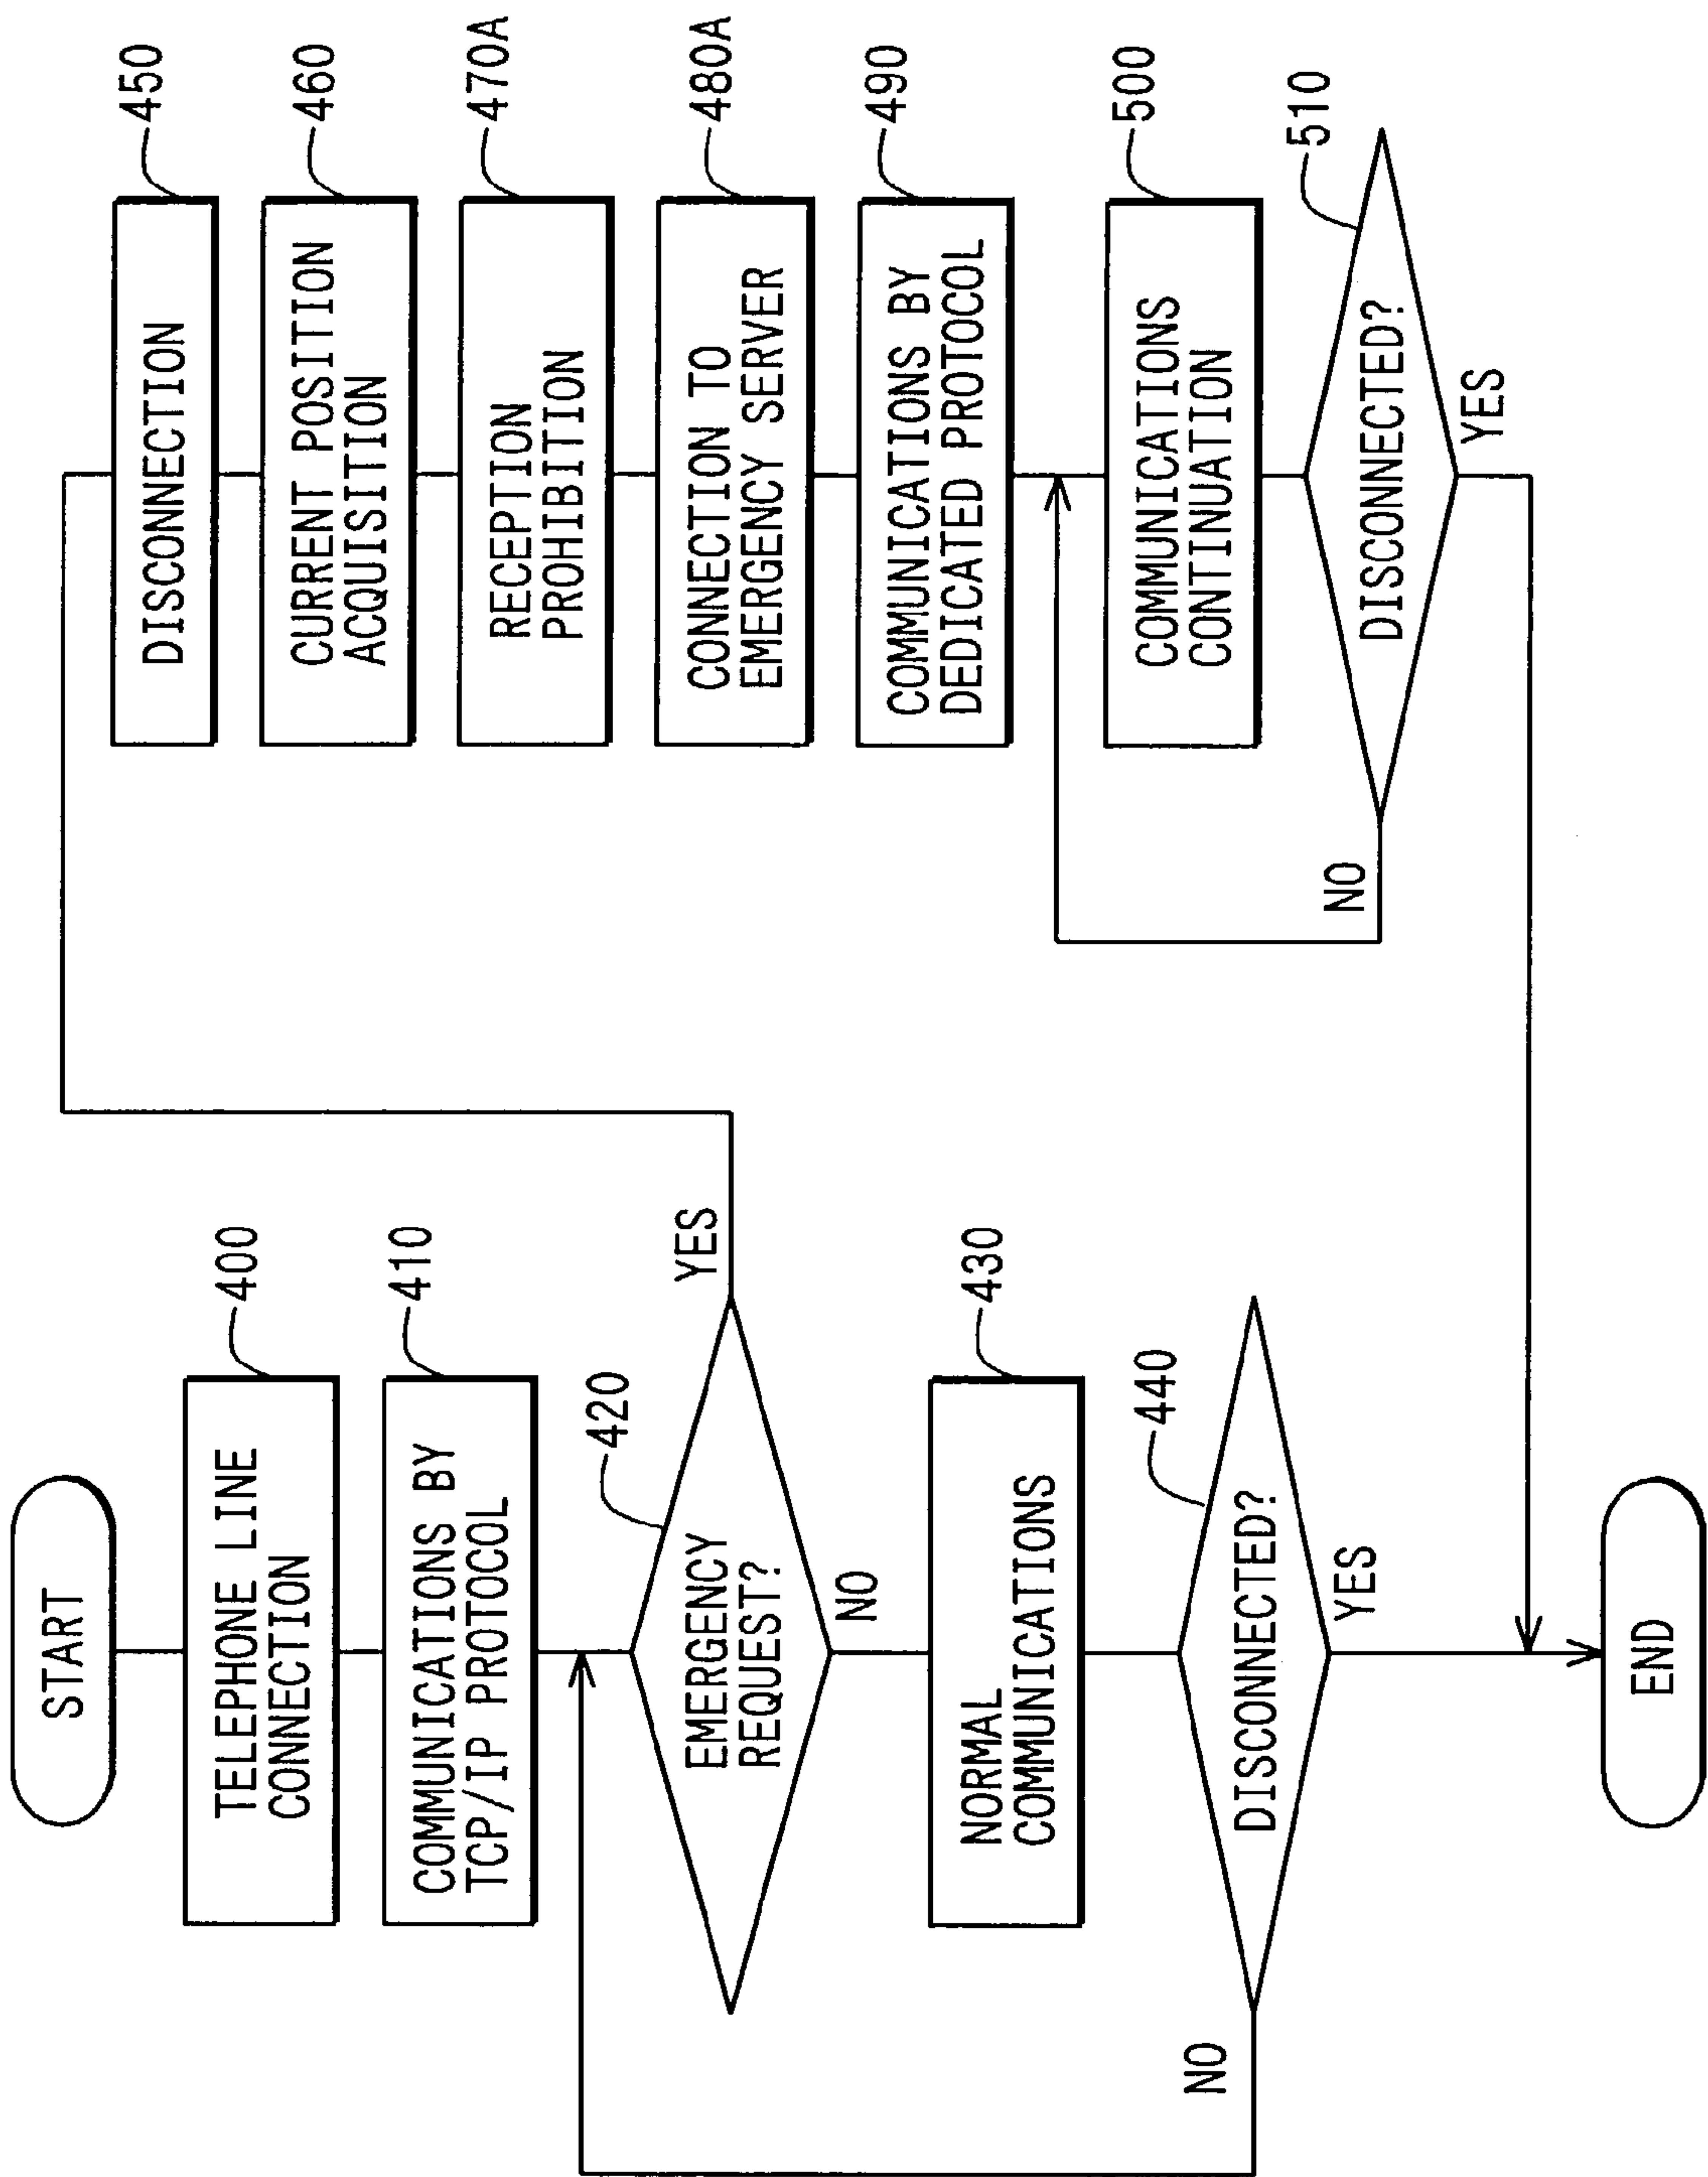 START
TELEPHONE LINE
CONNECTION
400
COMMUNICATIONS BY
TCP/IP PROTOCOL
410
EMERGENCY
REQUEST?
420
YES
NO
NORMAL
COMMUNICATIONS
430
DISCONNECTED?
440
NO
YES
END
DISCONNECTION
450
CURRENT POSITION
ACQUISITION
460
RECEPTION
PROHIBITION
470A
CONNECTION TO
EMERGENCY SERVER
480A
COMMUNICATIONS BY
DEDICATED PROTOCOL
490
COMMUNICATIONS
CONTINUATION
500
DISCONNECTED?
510
NO
YES